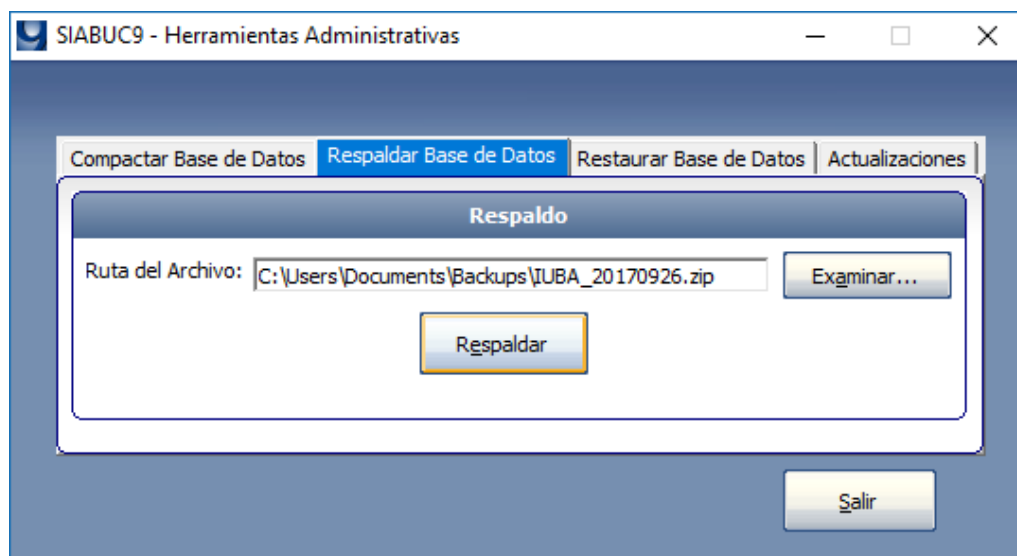 SIABUC9 - Herramientas Administrativas
Compactar Base de Datos Respaldar Base de Datos Restaurar Base de Datos Actualizaciones
Respaldo
Ruta del Archivo: C:\Users\Documents\Backups\IUBA_20170926.zip Examinar...
Respaldar
Salir